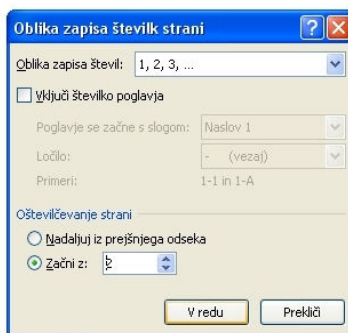 Oblika zapisa številk strani
Oblika zapisa števil: 1, 2, 3, ...
Vključi številko poglavja
Poglavje se začne s slogom: Naslov 1
Ločilo: - (vezaj)
Primeri: 1-1 in 1-A
Oštevilčevanje strani
Nadaljuj iz prejšnjega odseka
Začni z:
V redu Prekliči